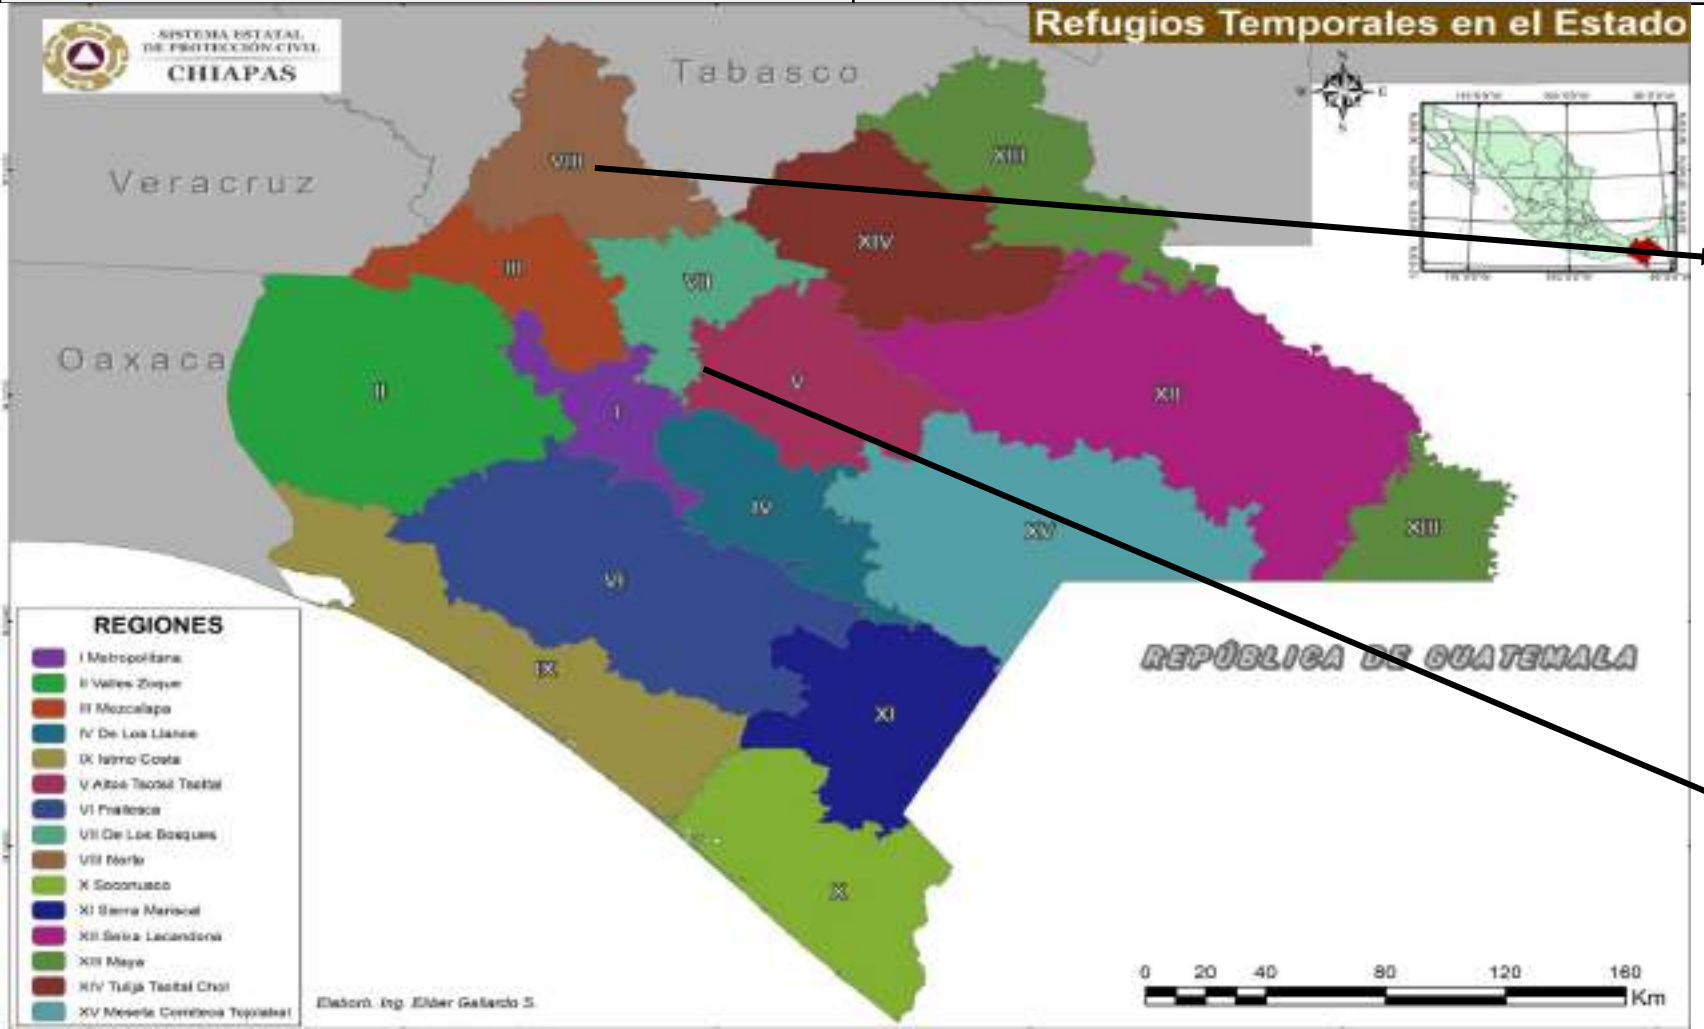 Refugios Temporales en el Estado
SISTEMA ESTATAL
DE PROTECCIÓN CIVIL
CHIAPAS
Tabasco
Veracruz
Oaxaca
N
W
E
S
VIII
XIII
XIV
III
VII
II
V
XII
I
IV
XV
XIII
VI
IX
XI
X
REPÚBLICA DE GUATEMALA
REGIONES
I Metropolitana
II Valles Zoque
III Mezcalapa
IV De Los Llanos
IX Istmo Costa
V Altos Tsotsil Tseltal
VI Frailesca
VII De Los Bosques
VIII Norte
X Soconusco
XI Sierra Mariscal
XII Selva Lacandona
XIII Maya
XIV Tulijá Tseltal Chol
XV Meseta Comiteca Tojolabal
Elaboró. Ing. Eliber Gallardo S.
0 20 40 80 120 160
Km